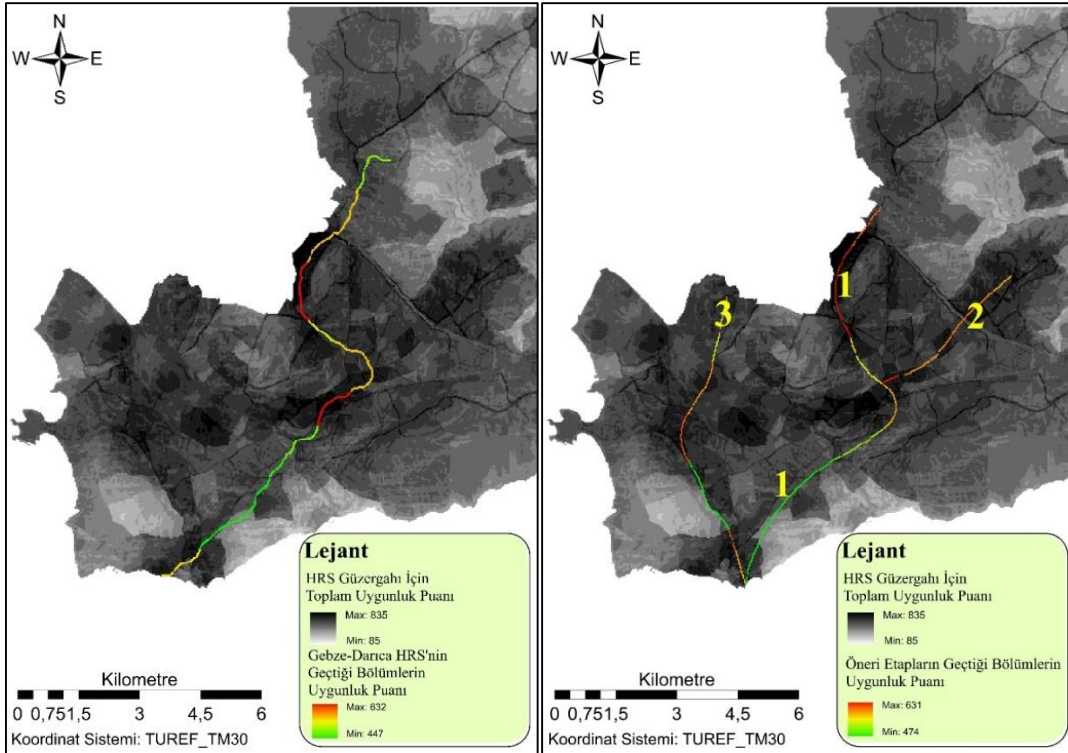 N
W E
S
Lejant
HRS Güzergahı İçin
Toplam Uygunluk Puanı
Max: 835
Min: 85
Gebze-Darıca HRS'nin
Geçtiği Bölümlerin
Uygunluk Puanı
Max: 632
Min: 447
Kilometre
0 0,751,5 3 4,5 6
Koordinat Sistemi: TUREF_TM30
N
W E
S
1
3
2
1
Lejant
HRS Güzergahı İçin
Toplam Uygunluk Puanı
Max: 835
Min: 85
Öneri Etapların Geçtiği Bölümlerin
Uygunluk Puanı
Max: 631
Min: 474
Kilometre
0 0,751,5 3 4,5 6
Koordinat Sistemi: TUREF_TM30